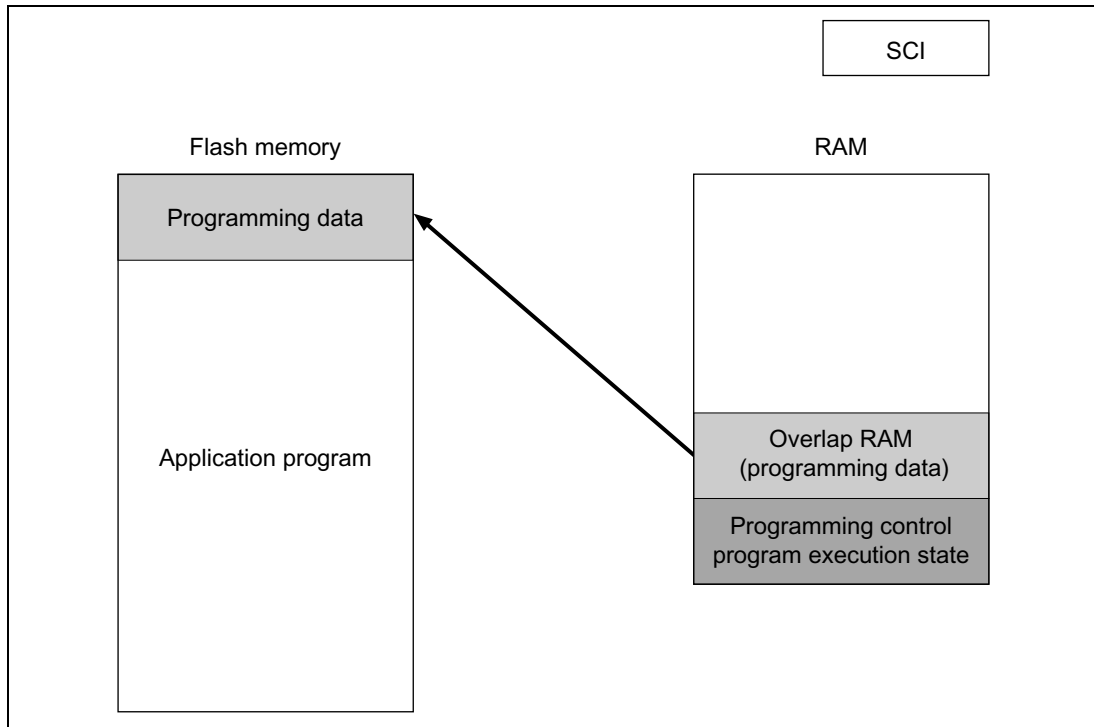 SCI
Flash memory
RAM
Programming data
Application program
Overlap RAM
(programming data)
Programming control
program execution state